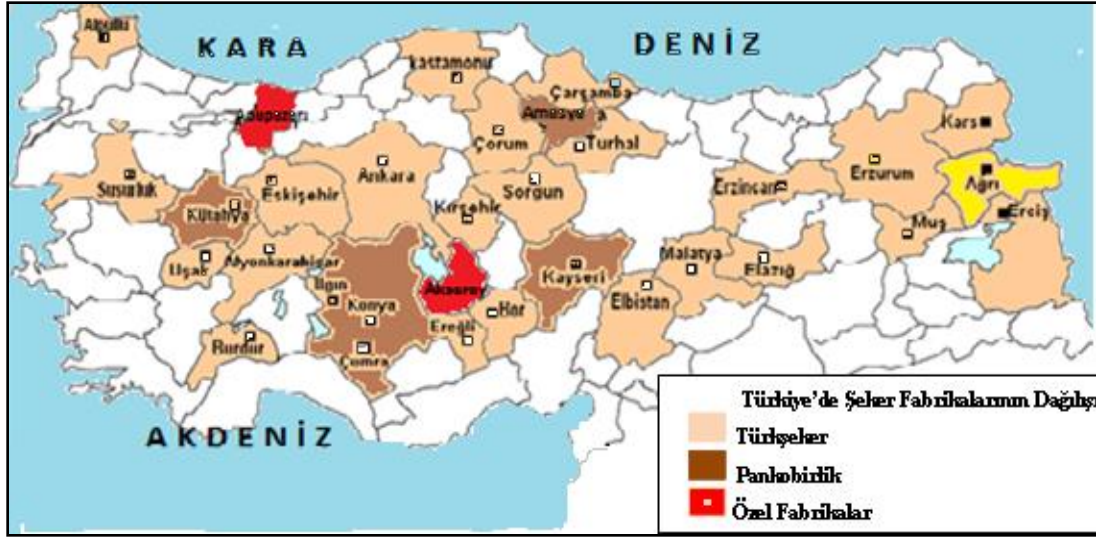 Alpullu
KARA DENİZ
Kastamonu
Çarşamba
Amasya
Adapazarı
Çorum
Turhal
Kars
Ankara
Erzurum
Ağrı
Susurluk
Eskişehir
Sorgun
Erzincan
Kütahya
Kırşehir
Erciş
Muş
Uşak
Afyonkarahisar
Malatya
Elazığ
Ilgın
Aksaray
Kayseri
Konya
Bor
Elbistan
Burdur
Ereğli
Çumra
AKDENİZ
Türkiye’de Şeker Fabrikalarının Dağılışı
Türkşeker
Pankobirlik
Özel Fabrikalar